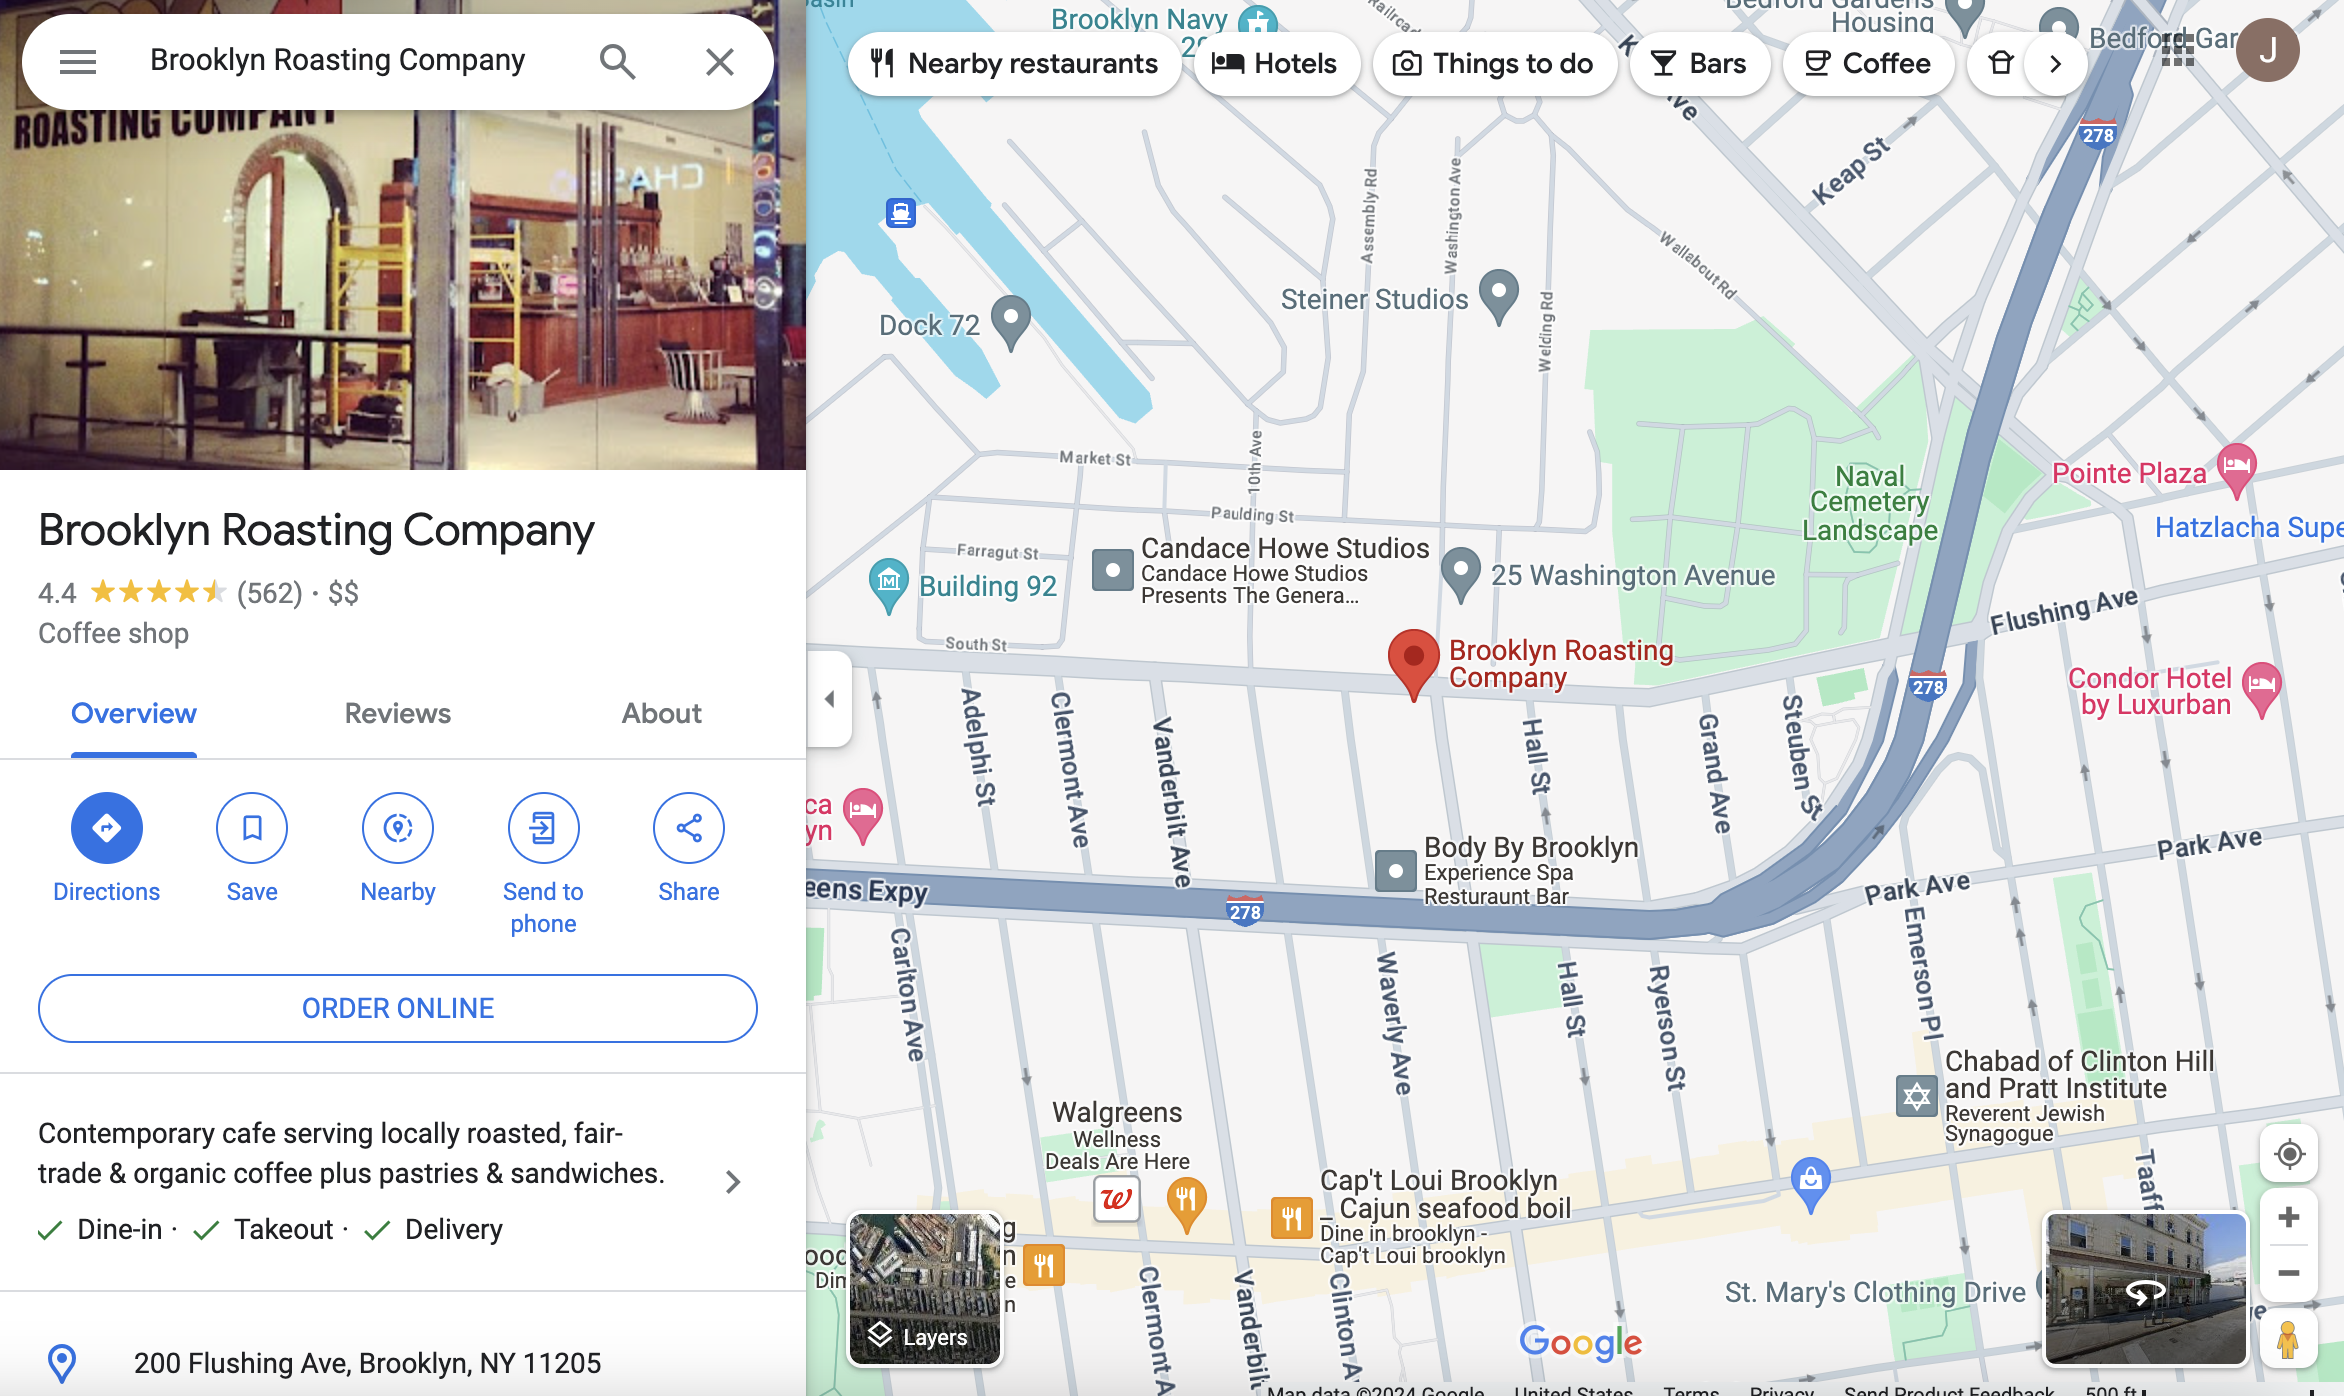 ROASTING COMPANY
Brooklyn Roasting Company
Brooklyn Roasting Company
4.4 (562) · $$
Coffee shop
Overview
Reviews
About
Directions
Save
Nearby
Send to
phone
Share
ORDER ONLINE
Contemporary cafe serving locally roasted, fair-
trade & organic coffee plus pastries & sandwiches.
Dine-in · Takeout · Delivery
200 Flushing Ave, Brooklyn, NY 11205
Nearby restaurants
Hotels
Things to do
Bars
Coffee
J
Brooklyn Navy
Bedford Gardens
Housing
Bedford Gar
Keap St
278
Assembly Rd
Washington Ave
Wallabout Rd
Welding Rd
Steiner Studios
Dock 72
Market St
10th Ave
Paulding St
Farragut St
South St
Building 92
Candace Howe Studios
Candace Howe Studios
Presents The Genera...
25 Washington Avenue
Naval
Cemetery
Landscape
Pointe Plaza
Hatzlacha Supe
Flushing Ave
Brooklyn Roasting
Company
278
Condor Hotel
by Luxurban
Adelphi St
Clermont Ave
Vanderbilt Ave
Hall St
Grand Ave
Steuben St
ca
yn
Body By Brooklyn
Experience Spa
Resturaunt Bar
Park Ave
Park Ave
eens Expy
278
Carlton Ave
Waverly Ave
Hall St
Ryerson St
Emerson Pl
Chabad of Clinton Hill
and Pratt Institute
Reverent Jewish
Synagogue
Walgreens
Wellness
Deals Are Here
Cap't Loui Brooklyn
_ Cajun seafood boil
Dine in brooklyn -
Cap't Loui brooklyn
Taaff
Clermont A
Vanderbilt
Clinton A
St. Mary's Clothing Drive
Layers
Google
Map data ©2024 Google United States Terms Privacy Send Product Feedback 500 ft